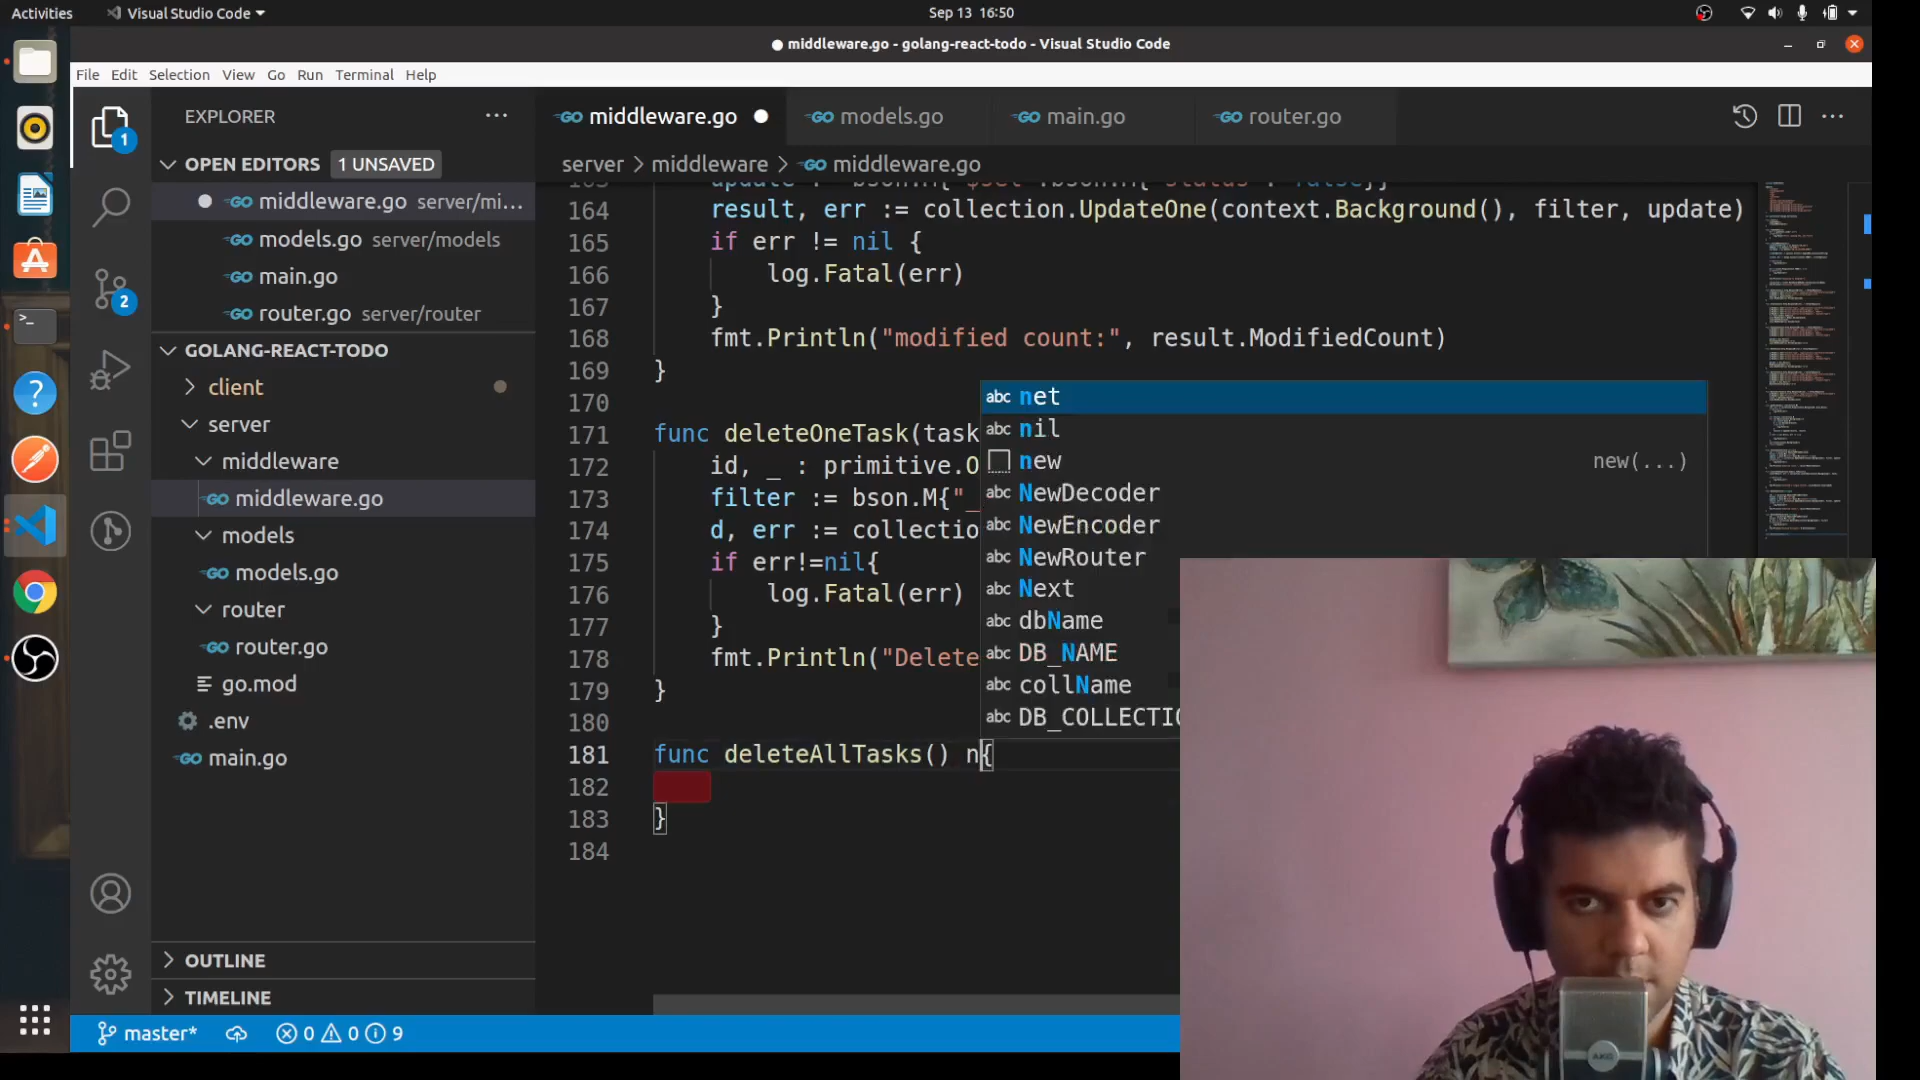 Activities
Visual Studio Code
Sep 13 16:50
middleware.go - golang-react-todo - Visual Studio Code
File Edit Selection View Go Run Terminal Help
EXPLORER
middleware.go
models.go
main.go
router.go
OPEN EDITORS
1 UNSAVED
server > middleware > middleware.go
middleware.go server/mi...
models.go server/models
main.go
router.go server/router
GOLANG-REACT-TODO
client
server
middleware
middleware.go
models
models.go
router
router.go
go.mod
.env
main.go
OUTLINE
TIMELINE
1
2
164 result, err := collection.UpdateOne(context.Background(), filter, update)
165 if err != nil {
166 log.Fatal(err)
167 }
168 fmt.Println("modified count:", result.ModifiedCount)
169 }
170
171 func deleteOneTask(task
172 id, _ : primitive.O
173 filter := bson.M{"_
174 d, err := collectio
175 if err!=nil{
176 log.Fatal(err)
177 }
178 fmt.Println("Delete
179 }
180
181 func deleteAllTasks() n{
182
183 }
184
abc net
abc nil
new new(...)
abc NewDecoder
abc NewEncoder
abc NewRouter
abc Next
abc dbName
abc DB_NAME
abc collName
abc DB_COLLECTIO
master*
0 0 9
AKG